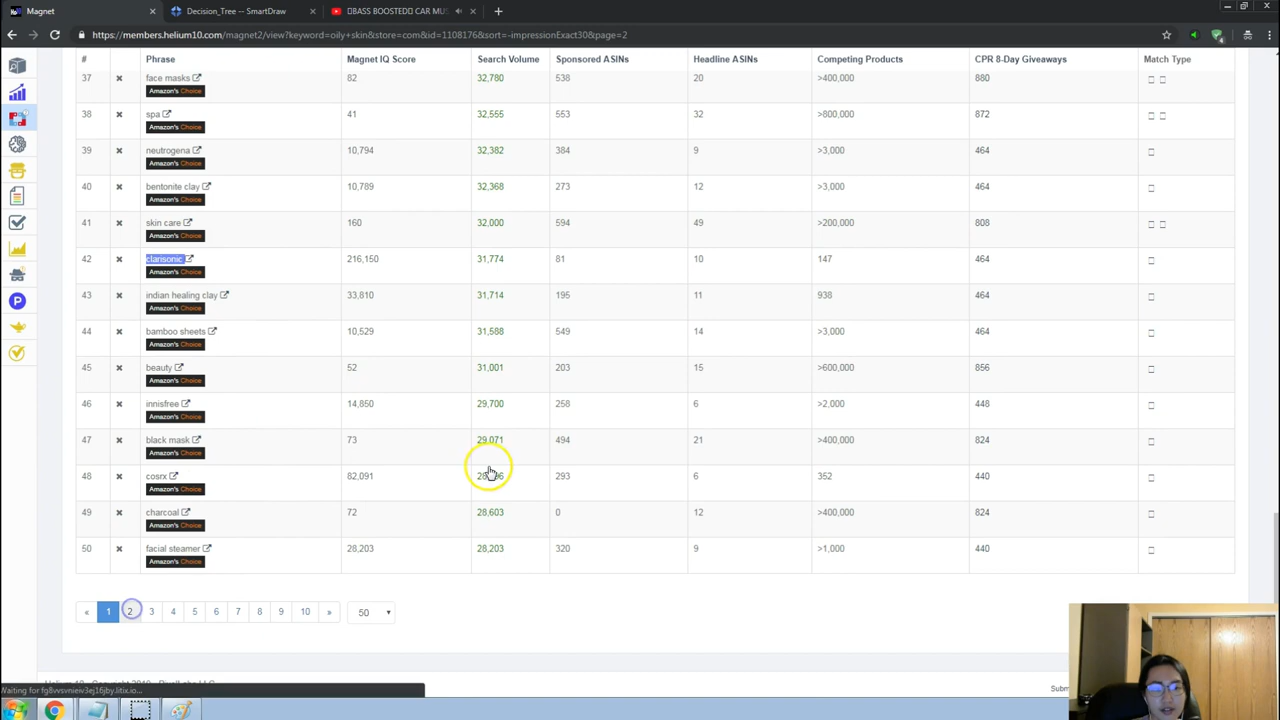 Magnet
Decision_Tree -- SmartDraw
BASS BOOSTED CAR MUS
https://members.helium10.com/magnet2/view?keyword=oily+skin&store=com&id=1108176&sort=-impressionExact30&page=2
# Phrase Magnet IQ Score Search Volume Sponsored ASINs Headline ASINs Competing Products CPR 8-Day Giveaways Match Type
37 face masks 82 32,780 538 20 >400,000 880
Amazon's Choice
38 spa 41 32,555 553 32 >800,000 872
Amazon's Choice
39 neutrogena 10,794 32,382 384 9 >3,000 464
Amazon's Choice
40 bentonite clay 10,789 32,368 273 12 >3,000 464
Amazon's Choice
41 skin care 160 32,000 594 49 >200,000 808
Amazon's Choice
42 clarisonic 216,150 31,774 81 10 147 464
Amazon's Choice
43 indian healing clay 33,810 31,714 196 11 938 464
Amazon's Choice
44 bamboo sheets 10,529 31,588 549 14 >3,000 464
Amazon's Choice
45 beauty 52 31,001 203 15 >600,000 856
Amazon's Choice
46 innisfree 14,850 29,700 258 6 >2,000 448
Amazon's Choice
47 black mask 73 29,071 494 21 >400,000 824
Amazon's Choice
48 cosrx 82,091 293 6 352 440
Amazon's Choice
49 charcoal 72 28,603 0 12 >400,000 824
Amazon's Choice
50 facial steamer 28,203 320 9 >1,000 440
Amazon's Choice
« 1 2 3 4 5 6 7 8 9 10 » 50
Waiting for fg8vvsvnieiv3ej16jby.litix.io...
Subm